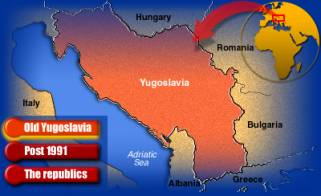 Hungary
Romania
Yugoslavia
Italy
Bulgaria
Old Yugoslavia
Post 1991
Adriatic
Sea
The republics
Albania
Greece